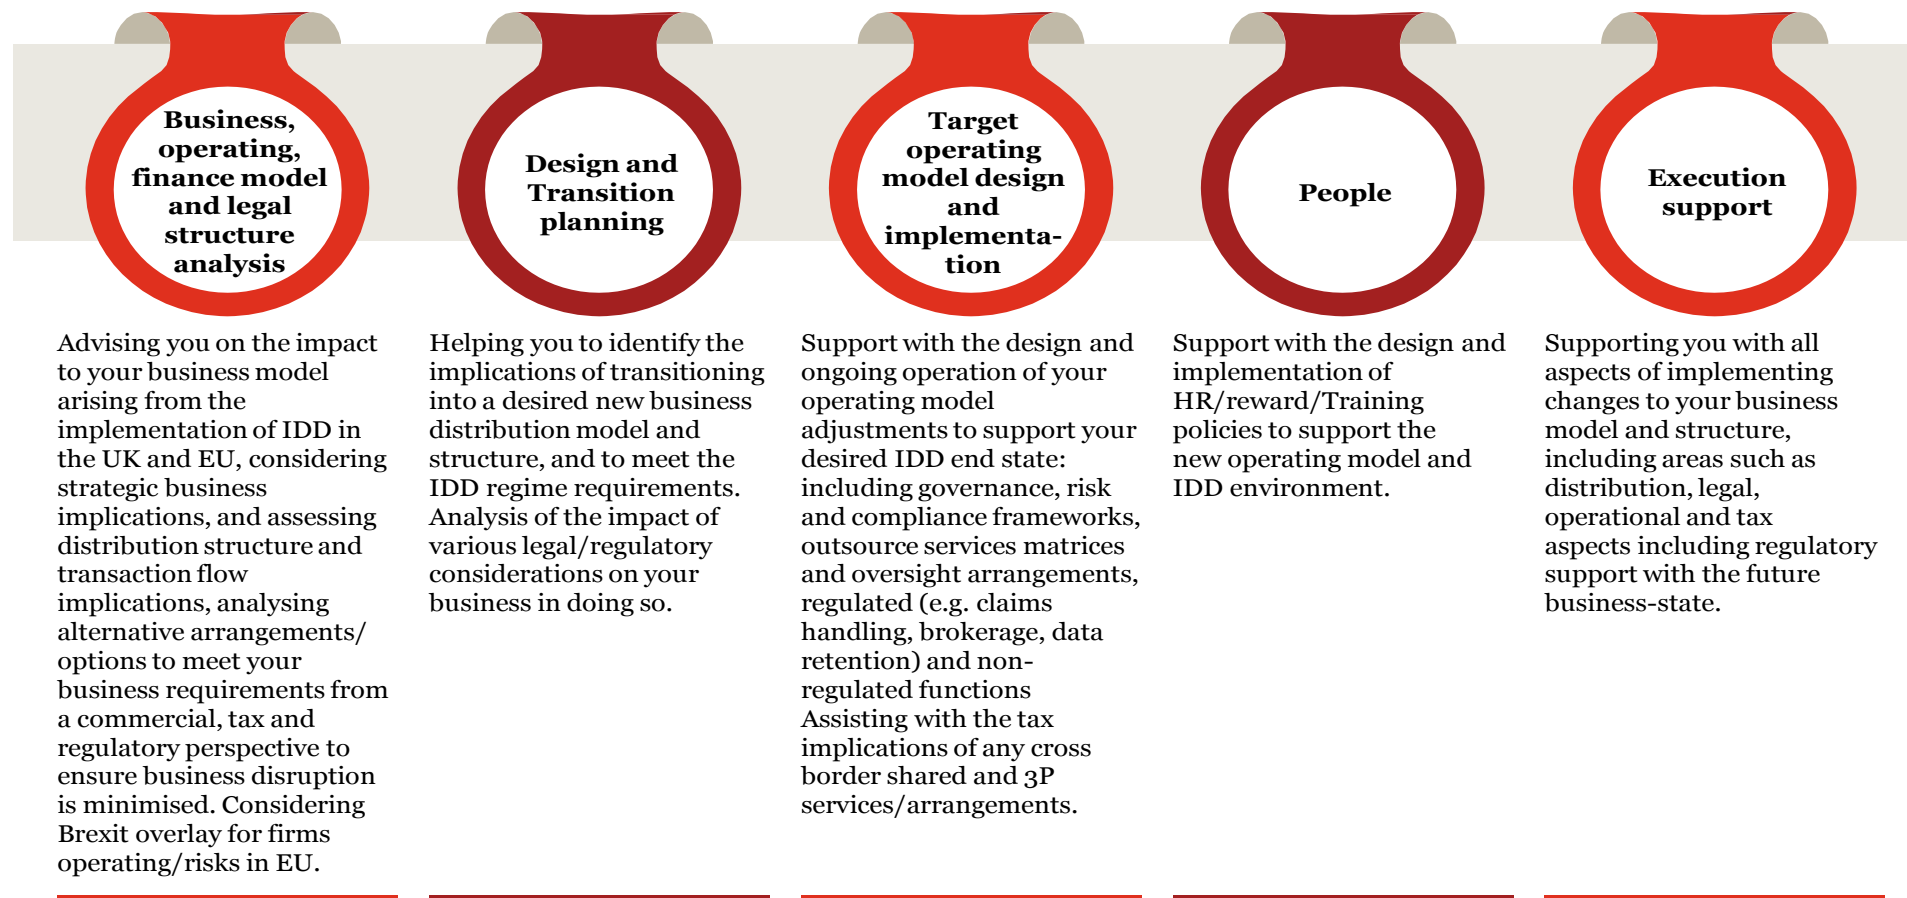 Business,
operating,
finance model
and legal
structure
analysis
Advising you on the impact
to your business model
arising from the
implementation of IDD in
the UK and EU, considering
strategic business
implications, and assessing
distribution structure and
transaction flow
implications, analysing
alternative arrangements/
options to meet your
business requirements from
a commercial, tax and
regulatory perspective to
ensure business disruption
is minimised. Considering
Brexit overlay for firms
operating/risks in EU.
Design and
Transition
planning
Helping you to identify the
implications of transitioning
into a desired new business
distribution model and
structure, and to meet the
IDD regime requirements.
Analysis of the impact of
various legal/regulatory
considerations on your
business in doing so.
Target
operating
model design
and
implementa-
tion
Support with the design and
ongoing operation of your
operating model
adjustments to support your
desired IDD end state:
including governance, risk
and compliance frameworks,
outsource services matrices
and oversight arrangements,
regulated (e.g. claims
handling, brokerage, data
retention) and non-
regulated functions
Assisting with the tax
implications of any cross
border shared and 3P
services/arrangements.
People
Support with the design and
implementation of
HR/reward/Training
policies to support the
new operating model and
IDD environment.
Execution
support
Supporting you with all
aspects of implementing
changes to your business
model and structure,
including areas such as
distribution, legal,
operational and tax
aspects including regulatory
support with the future
business-state.